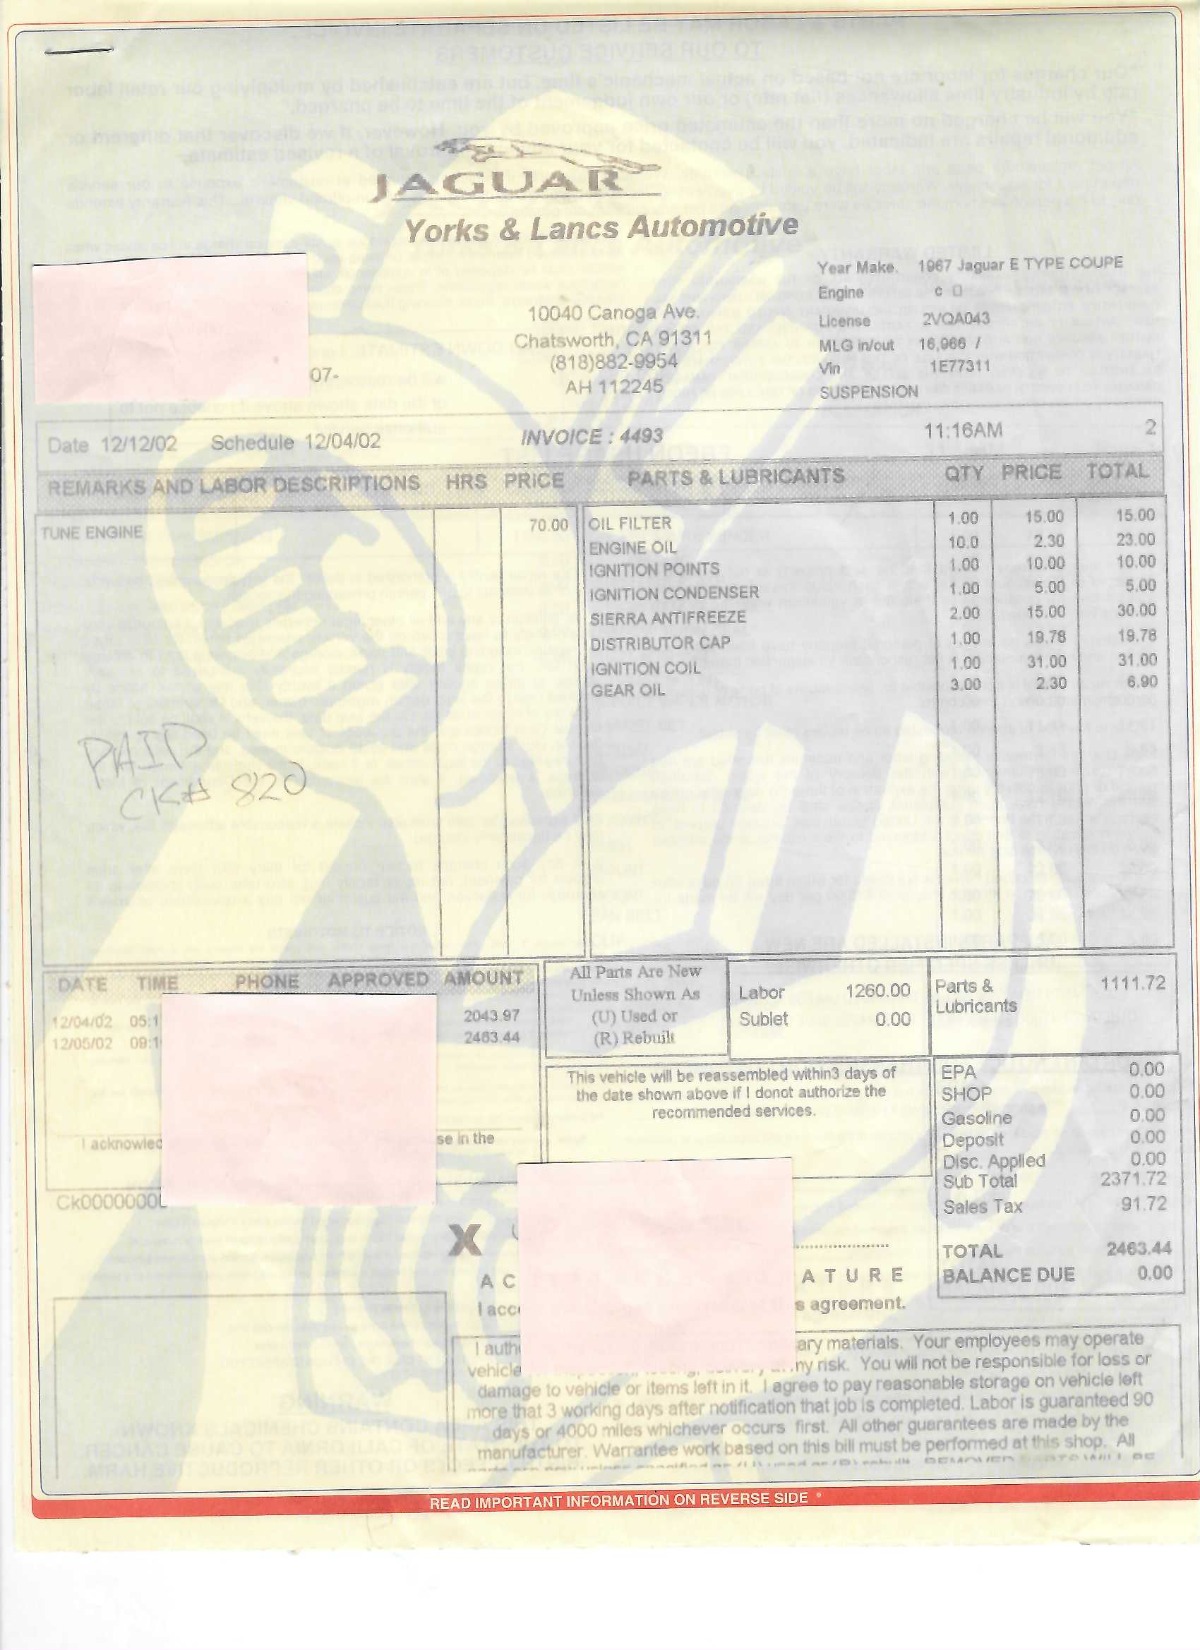 JAGUAR
Yorks & Lancs Automotive
Year Make. 1967 Jaguar E TYPE COUPE
Engine c
License 2VQA043
MLG in/out 16,966 /
Vin 1E77311
SUSPENSION
10040 Canoga Ave.
Chatsworth, CA 91311
(818)882-9954
AH 112245
07-
Date 12/12/02 Schedule 12/04/02 INVOICE : 4493 11:16AM 2
REMARKS AND LABOR DESCRIPTIONS HRS PRICE PARTS & LUBRICANTS QTY PRICE TOTAL
TUNE ENGINE 70.00 OIL FILTER 1.00 15.00 15.00
ENGINE OIL 10.0 2.30 23.00
IGNITION POINTS 1.00 10.00 10.00
IGNITION CONDENSER 1.00 5.00 5.00
SIERRA ANTIFREEZE 2.00 15.00 30.00
DISTRIBUTOR CAP 1.00 19.78 19.78
IGNITION COIL 1.00 31.00 31.00
GEAR OIL 3.00 2.30 6.90
PAID
CK# 820
DATE TIME PHONE APPROVED AMOUNT
12/04/02 05:1 2043.97
12/05/02 09:1 2463.44
I acknowled se in the
Ck0000000
All Parts Are New
Unless Shown As
(U) Used or
(R) Rebuilt
Labor 1260.00
Sublet 0.00
Parts & Lubricants 1111.72
This vehicle will be reassembled within3 days of
the date shown above if I donot authorize the
recommended services.
EPA 0.00
SHOP 0.00
Gasoline 0.00
Deposit 0.00
Disc. Applied 0.00
Sub Total 2371.72
Sales Tax 91.72
TOTAL 2463.44
BALANCE DUE 0.00
X
A C A T U R E
I acc s agreement.
I auth ary materials. Your employees may operate
vehicle my risk. You will not be responsible for loss or
damage to vehicle or items left in it. I agree to pay reasonable storage on vehicle left
more that 3 working days after notification that job is completed. Labor is guaranteed 90
days or 4000 miles whichever occurs first. All other guarantees are made by the
manufacturer. Warrantee work based on this bill must be performed at this shop. All
READ IMPORTANT INFORMATION ON REVERSE SIDE